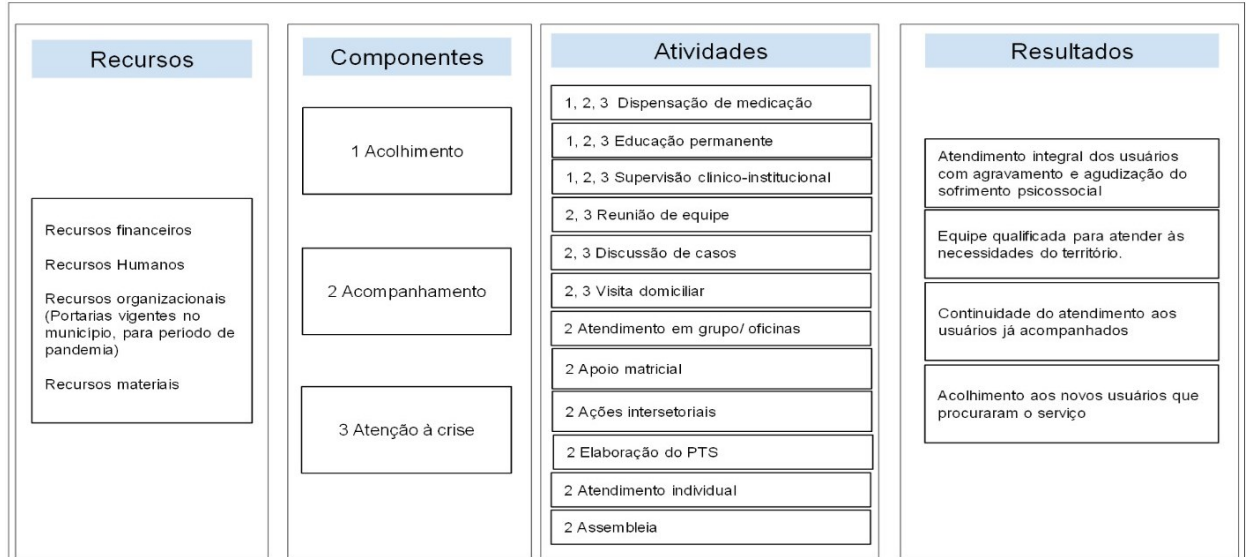 Recursos
Recursos financeiros
Recursos Humanos
Recursos organizacionais
(Portarias vigentes no
município, para periodo de
pandemia)
Recursos materiais
Componentes
1 Acolhimento
2 Acompanhamento
3 Atenção à crise
Atividades
1, 2, 3 Dispensação de medicação
1, 2, 3 Educação permanente
1, 2, 3 Supervisão clinico-institucional
2, 3 Reunião de equipe
2, 3 Discussão de casos
2, 3 Visita domiciliar
2 Atendimento em grupo/ oficinas
2 Apoio matricial
2 Ações intersetoriais
2 Elaboração do PTS
2 Atendimento individual
2 Assembleia
Resultados
Atendimento integral dos usuários
com agravamento e agudização do
sofrimento psicossocial
Equipe qualificada para atender às
necessidades do território.
Continuidade do atendimento aos
usuários já acompanhados
Acolhimento aos novos usuários que
procuraram o serviço